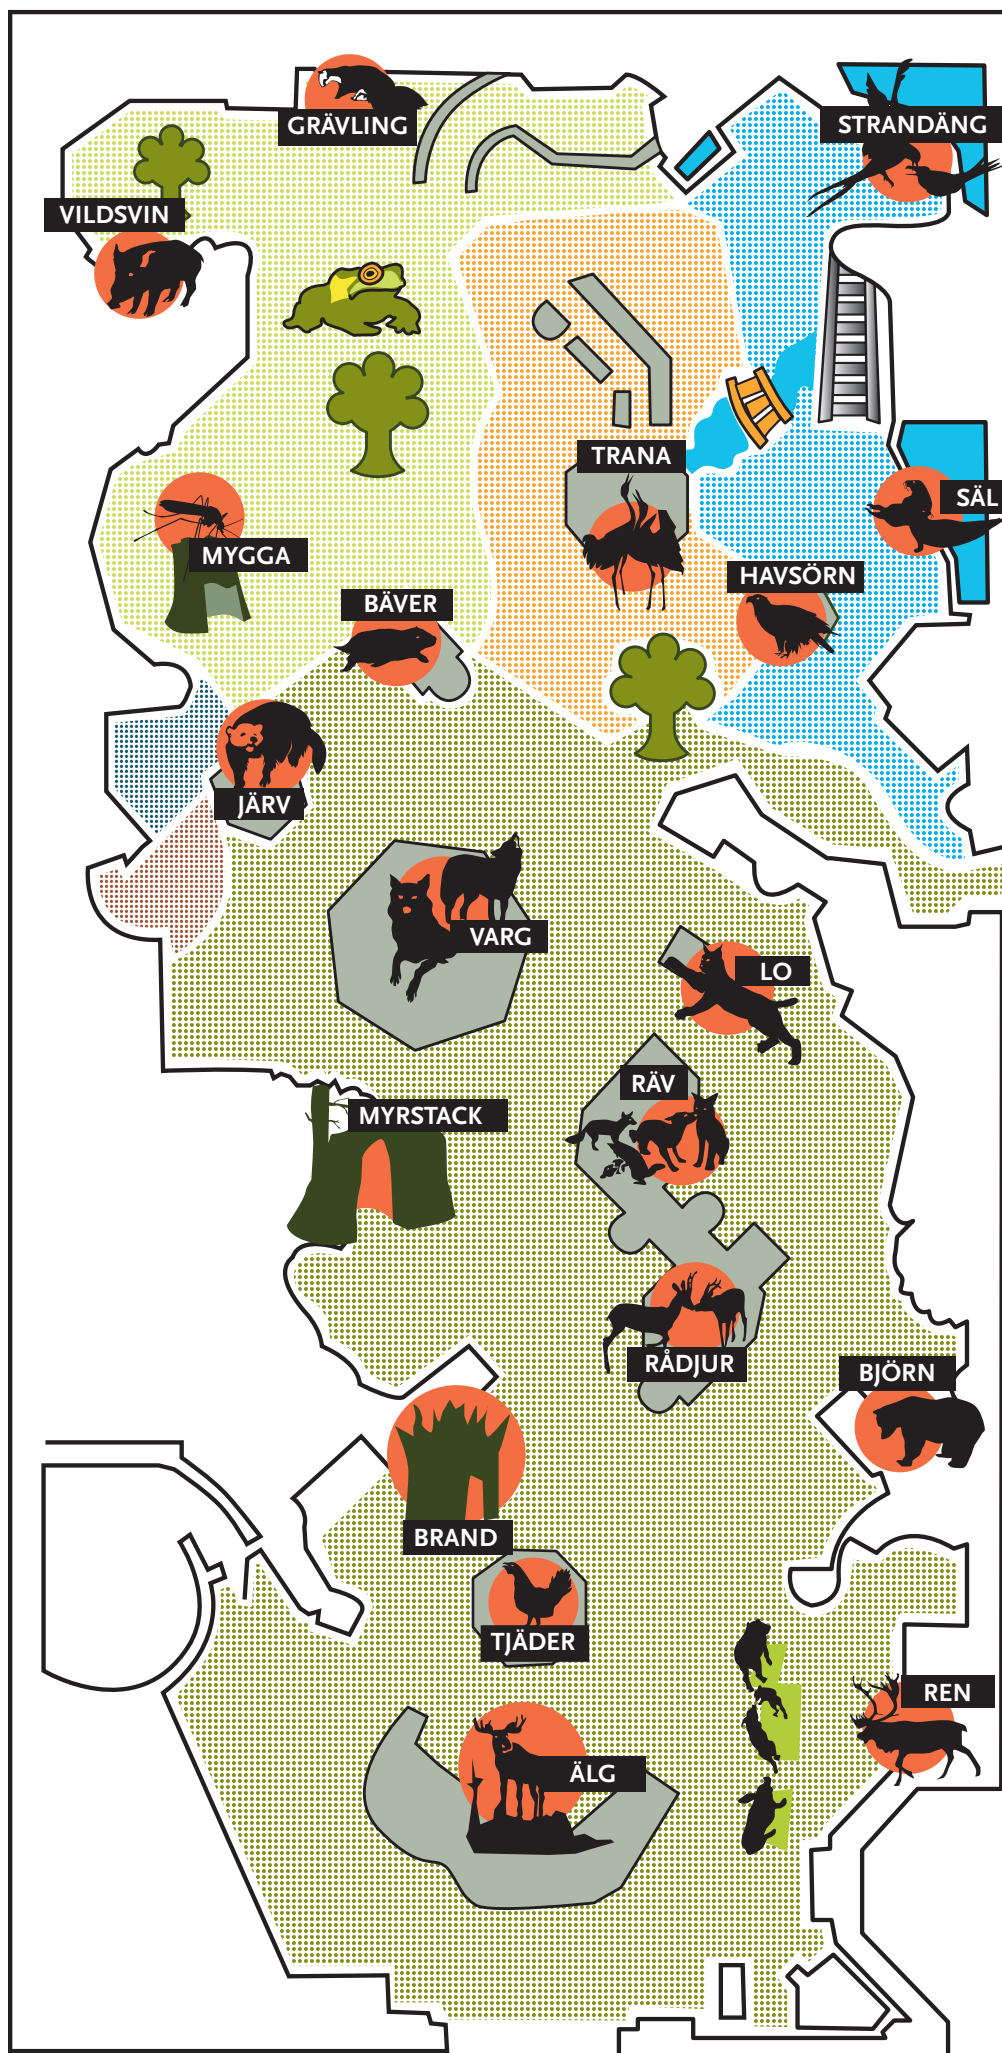 GRÄVLING
STRANDÄNG
VILDSVIN
TRANA
SÄL
MYGGA
HAVSÖRN
BÄVER
JÄRV
VARG
LO
RÄV
MYRSTACK
RÅDJUR
BJÖRN
BRAND
TJÄDER
REN
ÄLG